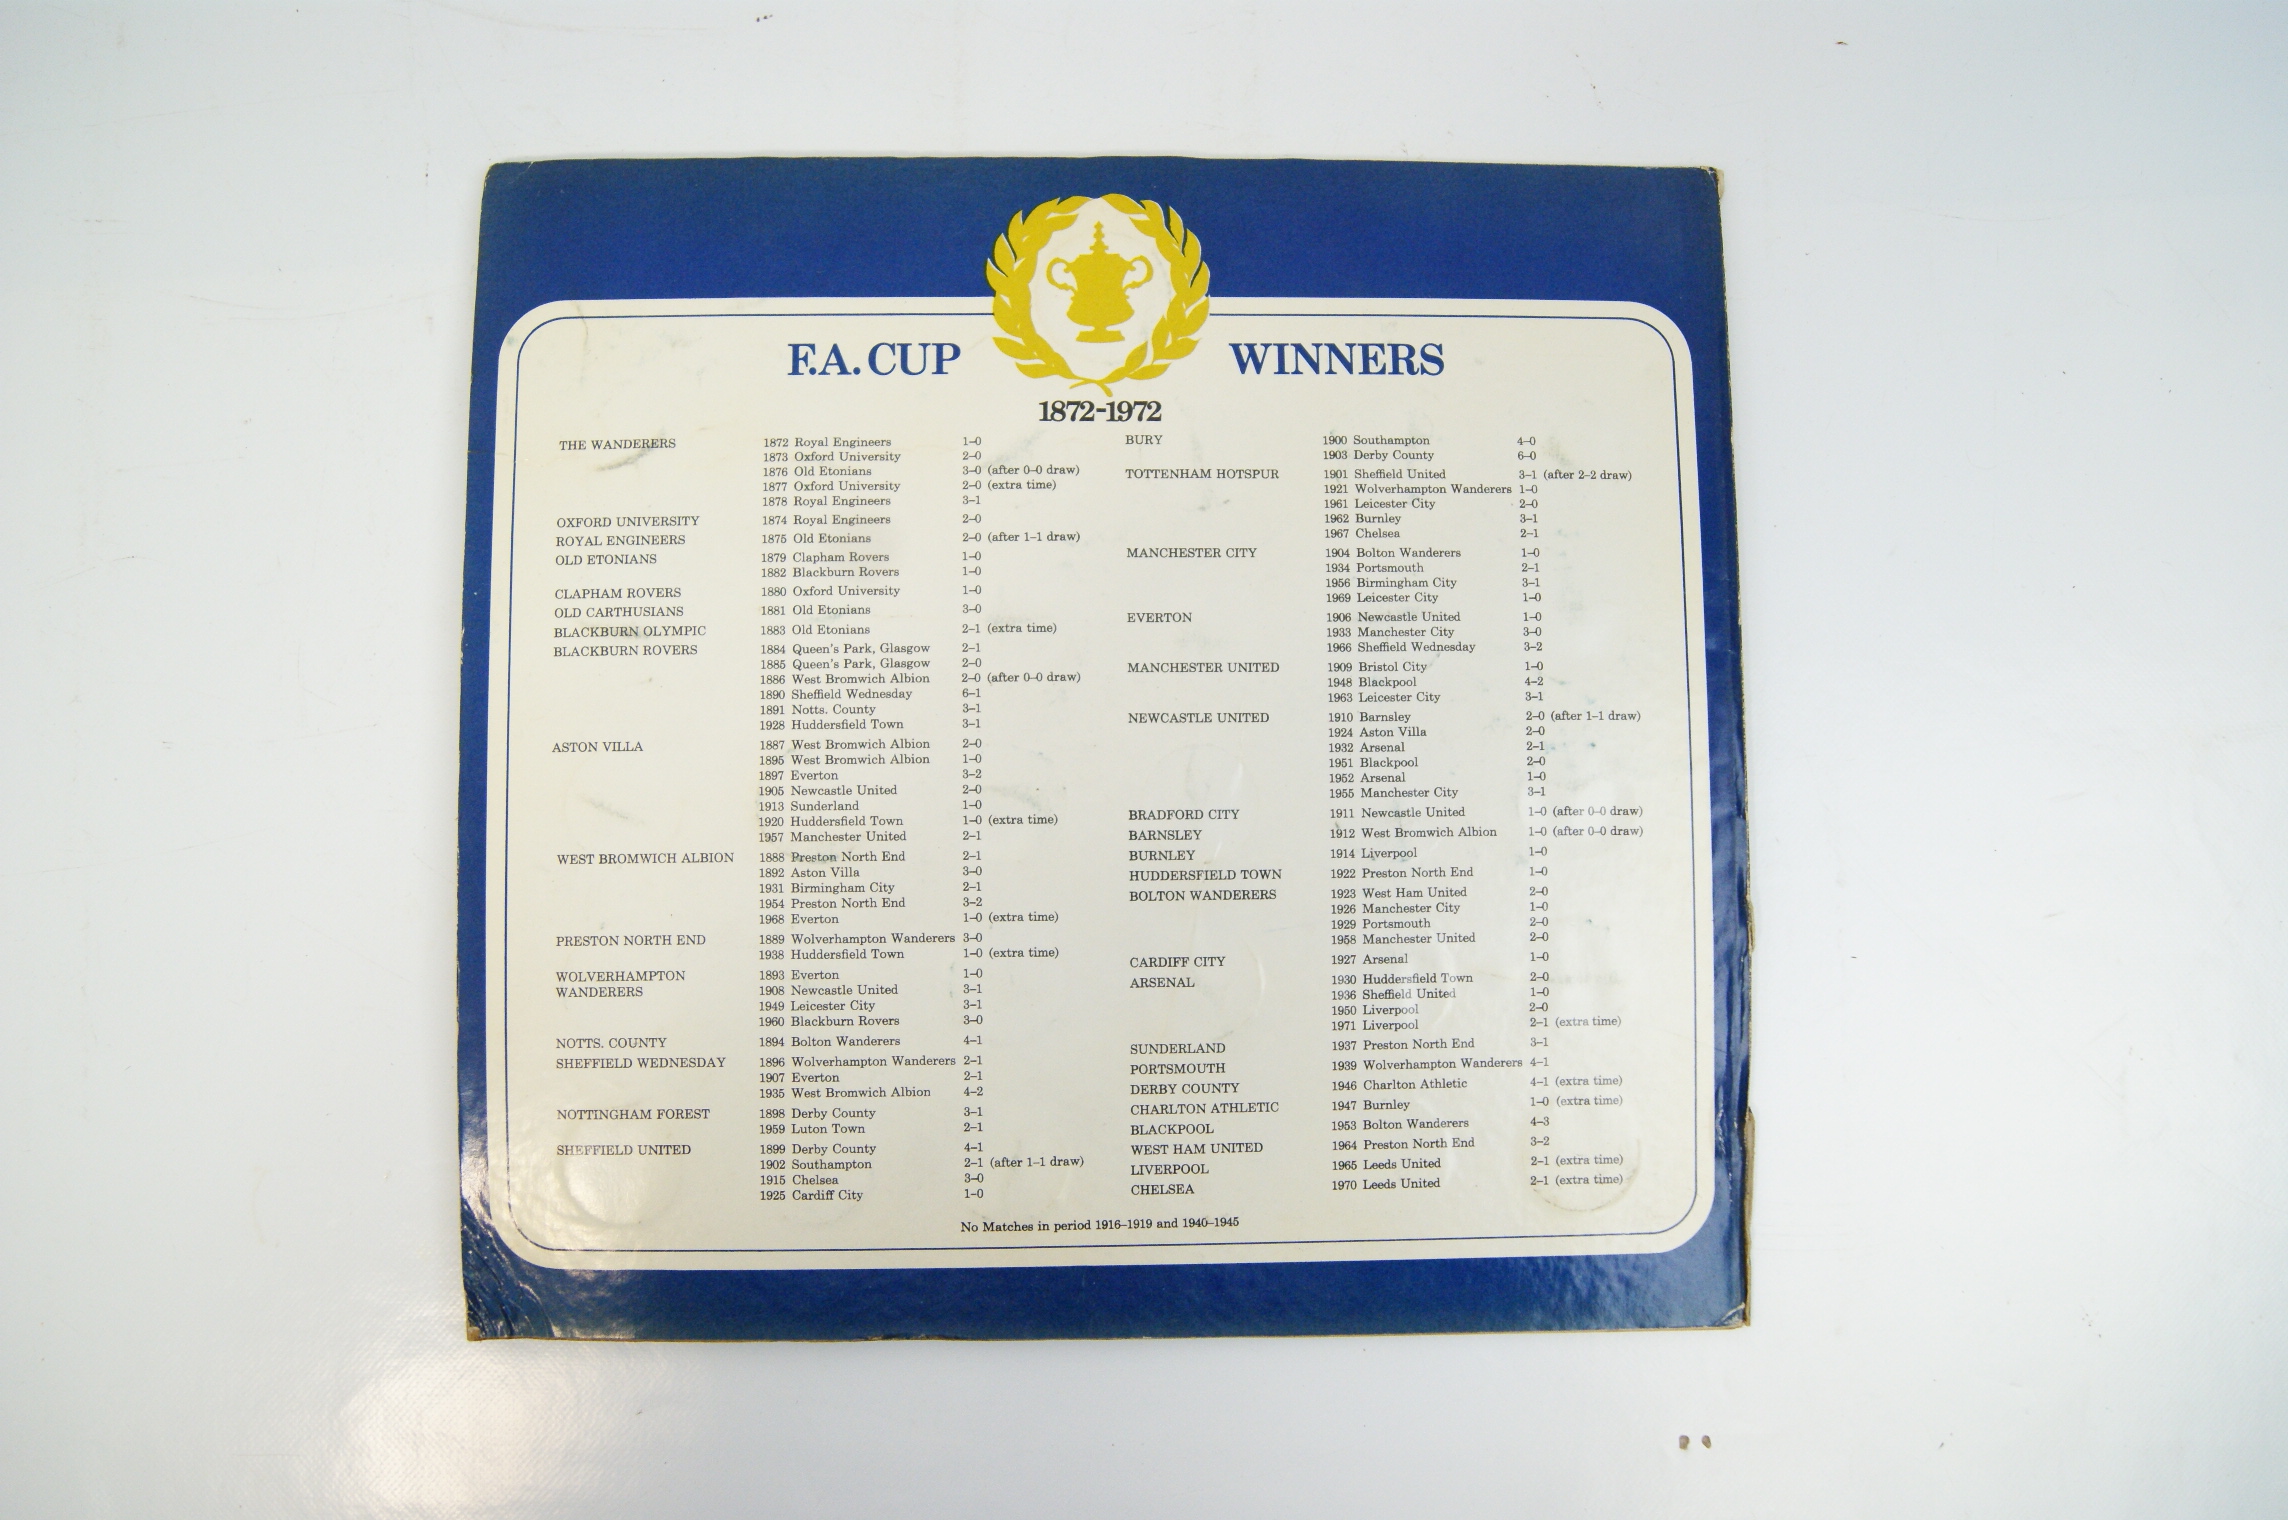 F.A. CUP WINNERS
1872-1972
THE WANDERERS 1872 Royal Engineers 1–0
1873 Oxford University 2–0
1876 Old Etonians 3–0 (after 0–0 draw)
1877 Oxford University 2–0 (extra time)
1878 Royal Engineers 3–1
OXFORD UNIVERSITY 1874 Royal Engineers 2–0
ROYAL ENGINEERS 1875 Old Etonians 2–0 (after 1–1 draw)
OLD ETONIANS 1879 Clapham Rovers 1–0
1882 Blackburn Rovers 1–0
CLAPHAM ROVERS 1880 Oxford University 1–0
OLD CARTHUSIANS 1881 Old Etonians 3–0
BLACKBURN OLYMPIC 1883 Old Etonians 2–1 (extra time)
BLACKBURN ROVERS 1884 Queen's Park, Glasgow 2–1
1885 Queen's Park, Glasgow 2–0
1886 West Bromwich Albion 2–0 (after 0–0 draw)
1890 Sheffield Wednesday 6–1
1891 Notts. County 3–1
1928 Huddersfield Town 3–1
ASTON VILLA 1887 West Bromwich Albion 2–0
1895 West Bromwich Albion 1–0
1897 Everton 3–2
1905 Newcastle United 2–0
1913 Sunderland 1–0
1920 Huddersfield Town 1–0 (extra time)
1957 Manchester United 2–1
WEST BROMWICH ALBION 1888 Preston North End 2–1
1892 Aston Villa 3–0
1931 Birmingham City 2–1
1954 Preston North End 3–2
1968 Everton 1–0 (extra time)
PRESTON NORTH END 1889 Wolverhampton Wanderers 3–0
1938 Huddersfield Town 1–0 (extra time)
WOLVERHAMPTON 1893 Everton 1–0
WANDERERS 1908 Newcastle United 3–1
1949 Leicester City 3–1
1960 Blackburn Rovers 3–0
NOTTS. COUNTY 1894 Bolton Wanderers 4–1
SHEFFIELD WEDNESDAY 1896 Wolverhampton Wanderers 2–1
1907 Everton 2–1
1935 West Bromwich Albion 4–2
NOTTINGHAM FOREST 1898 Derby County 3–1
1959 Luton Town 2–1
SHEFFIELD UNITED 1899 Derby County 4–1
1902 Southampton 2–1 (after 1–1 draw)
1915 Chelsea 3–0
1925 Cardiff City 1–0
BURY 1900 Southampton 4–0
1903 Derby County 6–0
TOTTENHAM HOTSPUR 1901 Sheffield United 3–1 (after 2–2 draw)
1921 Wolverhampton Wanderers 1–0
1961 Leicester City 2–0
1962 Burnley 3–1
1967 Chelsea 2–1
MANCHESTER CITY 1904 Bolton Wanderers 1–0
1934 Portsmouth 2–1
1956 Birmingham City 3–1
1969 Leicester City 1–0
EVERTON 1906 Newcastle United 1–0
1933 Manchester City 3–0
1966 Sheffield Wednesday 3–2
MANCHESTER UNITED 1909 Bristol City 1–0
1948 Blackpool 4–2
1963 Leicester City 3–1
NEWCASTLE UNITED 1910 Barnsley 2–0 (after 1–1 draw)
1924 Aston Villa 2–0
1932 Arsenal 2–1
1951 Blackpool 2–0
1952 Arsenal 1–0
1955 Manchester City 3–1
BRADFORD CITY 1911 Newcastle United 1–0 (after 0–0 draw)
BARNSLEY 1912 West Bromwich Albion 1–0 (after 0–0 draw)
BURNLEY 1914 Liverpool 1–0
HUDDERSFIELD TOWN 1922 Preston North End 1–0
BOLTON WANDERERS 1923 West Ham United 2–0
1926 Manchester City 1–0
1929 Portsmouth 2–0
1958 Manchester United 2–0
CARDIFF CITY 1927 Arsenal 1–0
ARSENAL 1930 Huddersfield Town 2–0
1936 Sheffield United 1–0
1950 Liverpool 2–0
1971 Liverpool 2–1 (extra time)
SUNDERLAND 1937 Preston North End 3–1
PORTSMOUTH 1939 Wolverhampton Wanderers 4–1
DERBY COUNTY 1946 Charlton Athletic 4–1 (extra time)
CHARLTON ATHLETIC 1947 Burnley 1–0 (extra time)
BLACKPOOL 1953 Bolton Wanderers 4–3
WEST HAM UNITED 1964 Preston North End 3–2
LIVERPOOL 1965 Leeds United 2–1 (extra time)
CHELSEA 1970 Leeds United 2–1 (extra time)
No Matches in period 1916–1919 and 1940–1945